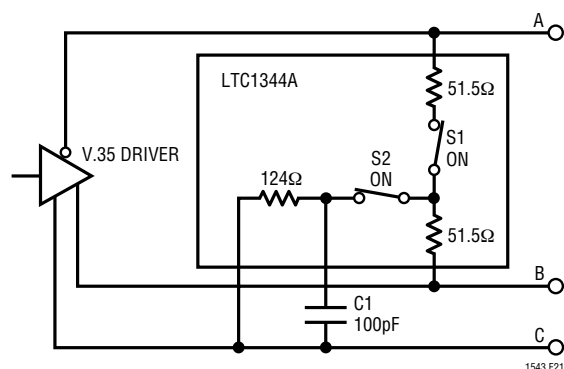 A
LTC1344A
51.5Ω
V.35 DRIVER
S1
ON
S2
ON
124Ω
51.5Ω
B
C1
100pF
C
1543 F21